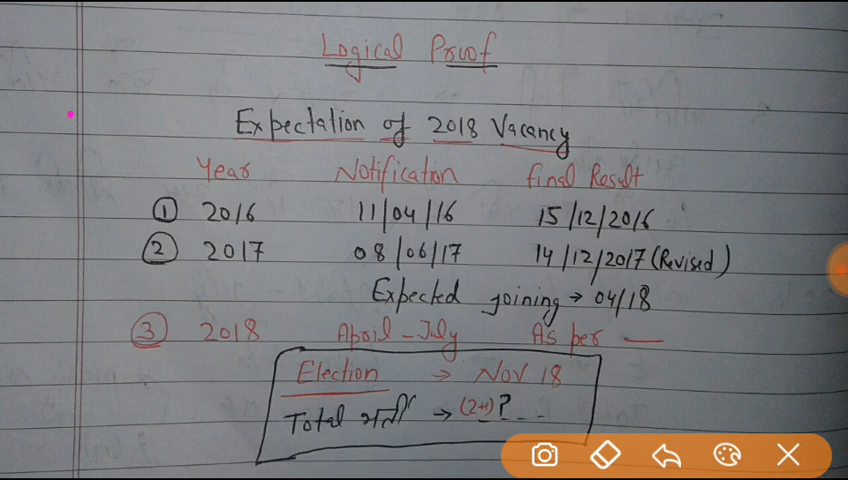 Logical Proof
Expectation of 2018 Vacancy
Year Notification final Result
① 2016 11/04/16 15/12/2016
② 2017 08/06/17 14/12/2017 (Revised)
Expected joining → 04/18
③ 2018 April - July As per —
Election → NOV 18
Total भर्ती → (2+1) ? - - -